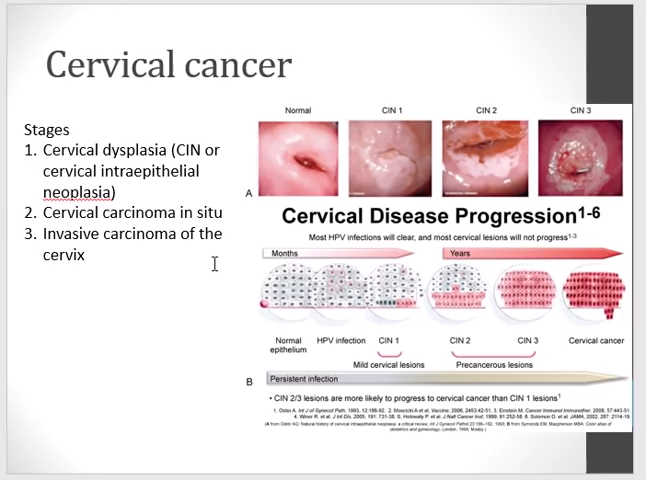 Cervical cancer
Stages
1. Cervical dysplasia (CIN or
cervical intraepithelial
neoplasia)
2. Cervical carcinoma in situ
3. Invasive carcinoma of the
cervix
Normal
CIN 1
CIN 2
CIN 3
A
Cervical Disease Progression1-6
Most HPV infections will clear, and most cervical lesions will not progress1-3
Months
Years
Normal
epithelium
HPV infection
CIN 1
CIN 2
CIN 3
Cervical cancer
Mild cervical lesions
Precancerous lesions
B
Persistent infection
• CIN 2/3 lesions are more likely to progress to cervical cancer than CIN 1 lesions1